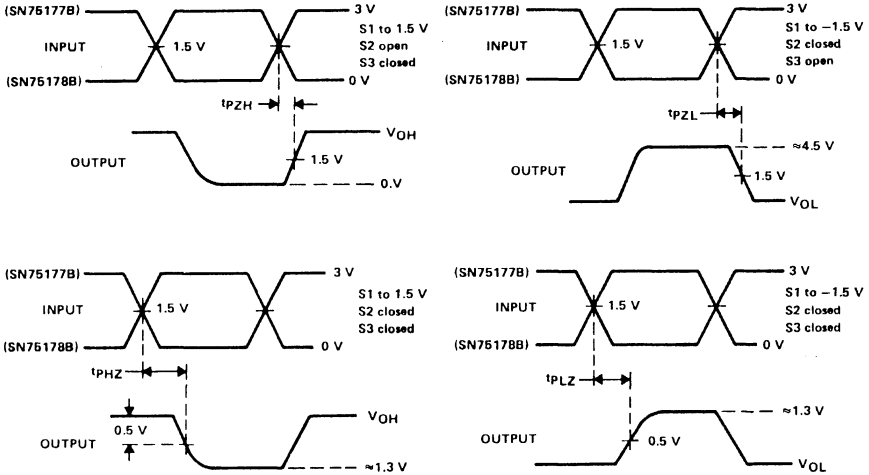 (SN75177B)
3 V
S1 to 1.5 V
INPUT
1.5 V
S2 open
S3 closed
(SN75178B)
0 V
tPZH
VOH
OUTPUT
1.5 V
0.V
(SN75177B)
3 V
S1 to −1.5 V
INPUT
1.5 V
S2 closed
S3 open
(SN75178B)
0 V
tPZL
≈4.5 V
OUTPUT
1.5 V
VOL
(SN75177B)
3 V
S1 to 1.5 V
INPUT
1.5 V
S2 closed
S3 closed
(SN75178B)
0 V
tPHZ
VOH
0.5 V
OUTPUT
≈1.3 V
(SN75177B)
3 V
S1 to −1.5 V
INPUT
1.5 V
S2 closed
S3 closed
(SN75178B)
0 V
tPLZ
≈1.3 V
OUTPUT
0.5 V
VOL